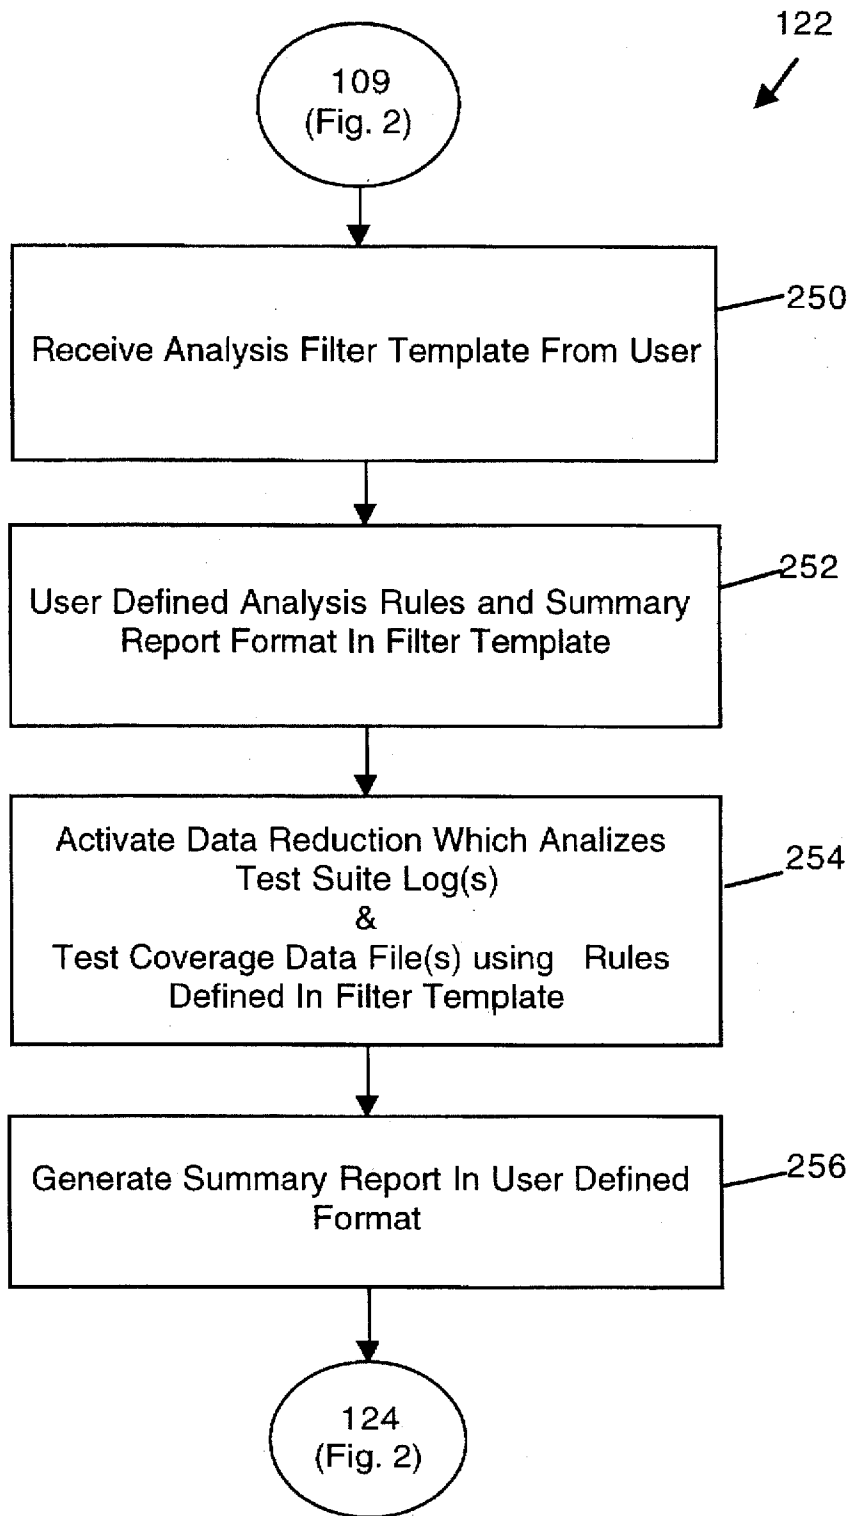 122
109
(Fig. 2)
250
Receive Analysis Filter Template From User
252
User Defined Analysis Rules and Summary
Report Format In Filter Template
254
Activate Data Reduction Which Analizes
Test Suite Log(s)
&
Test Coverage Data File(s) using Rules
Defined In Filter Template
256
Generate Summary Report In User Defined
Format
124
(Fig. 2)